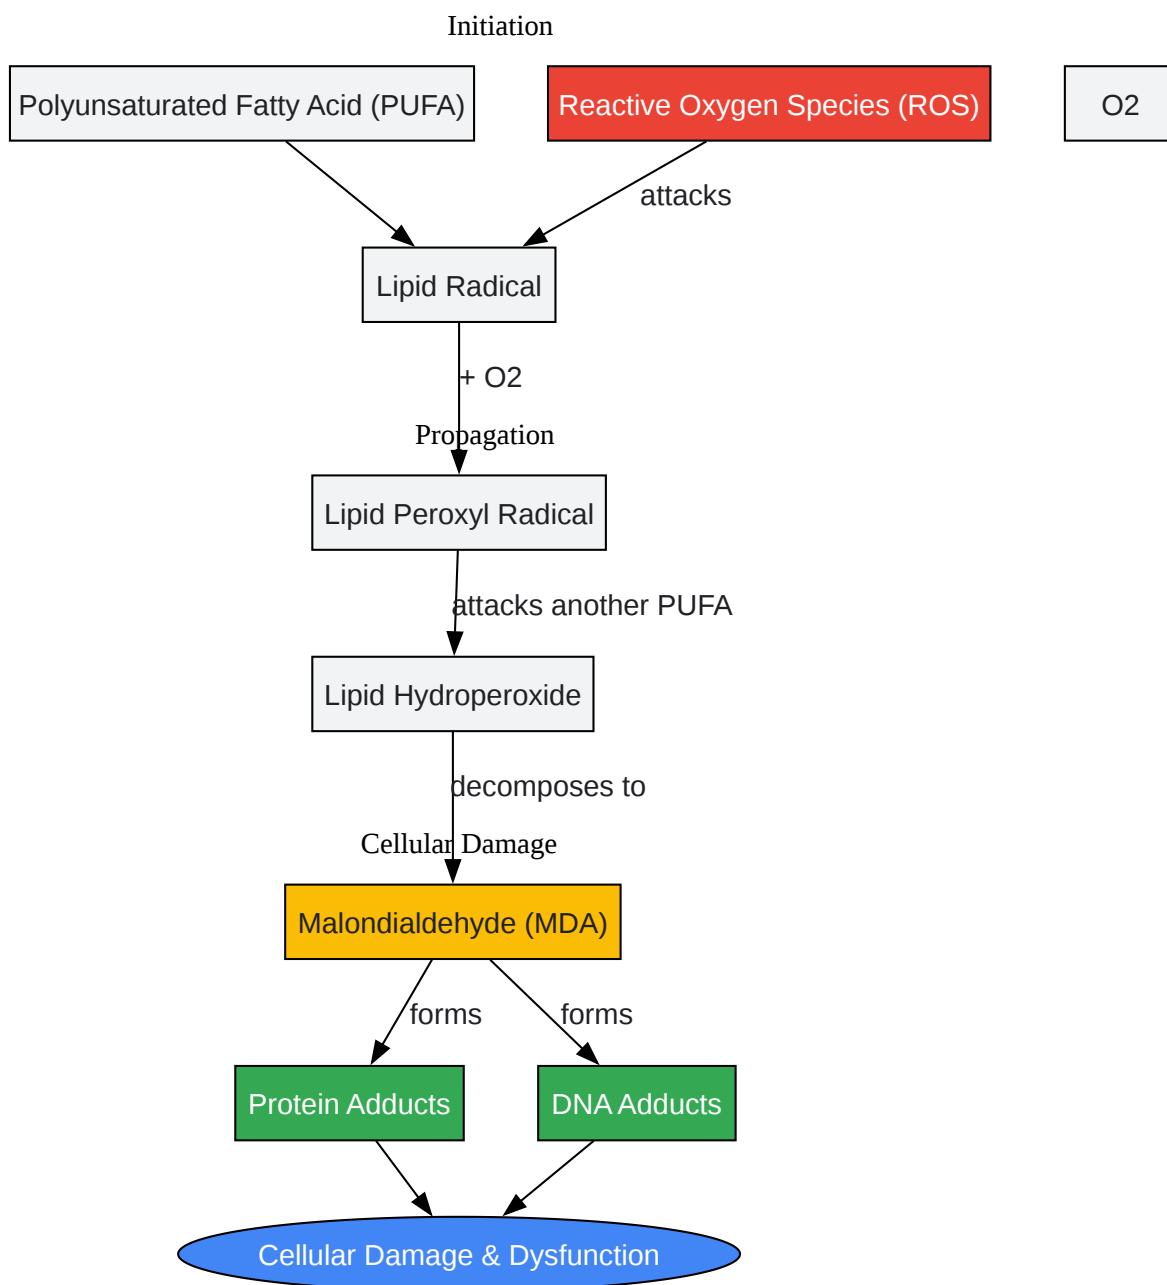 Initiation
Polyunsaturated Fatty Acid (PUFA)
Reactive Oxygen Species (ROS)
O2
attacks
Lipid Radical
+ O2
Propagation
Lipid Peroxyl Radical
attacks another PUFA
Lipid Hydroperoxide
decomposes to
Cellular Damage
Malondialdehyde (MDA)
forms
forms
Protein Adducts
DNA Adducts
Cellular Damage & Dysfunction